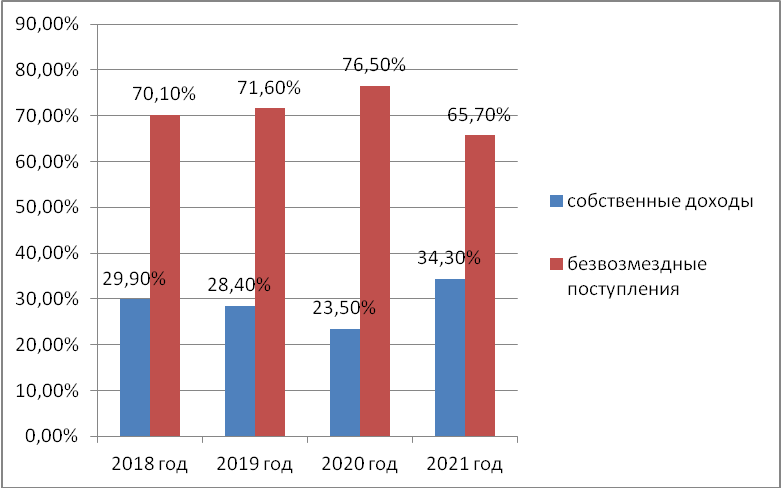 90,00%
80,00%
70,00%
60,00%
50,00%
40,00%
30,00%
20,00%
10,00%
0,00%
70,10%
71,60%
76,50%
65,70%
29,90%
28,40%
23,50%
34,30%
2018 год
2019 год
2020 год
2021 год
собственные доходы
безвозмездные
поступления